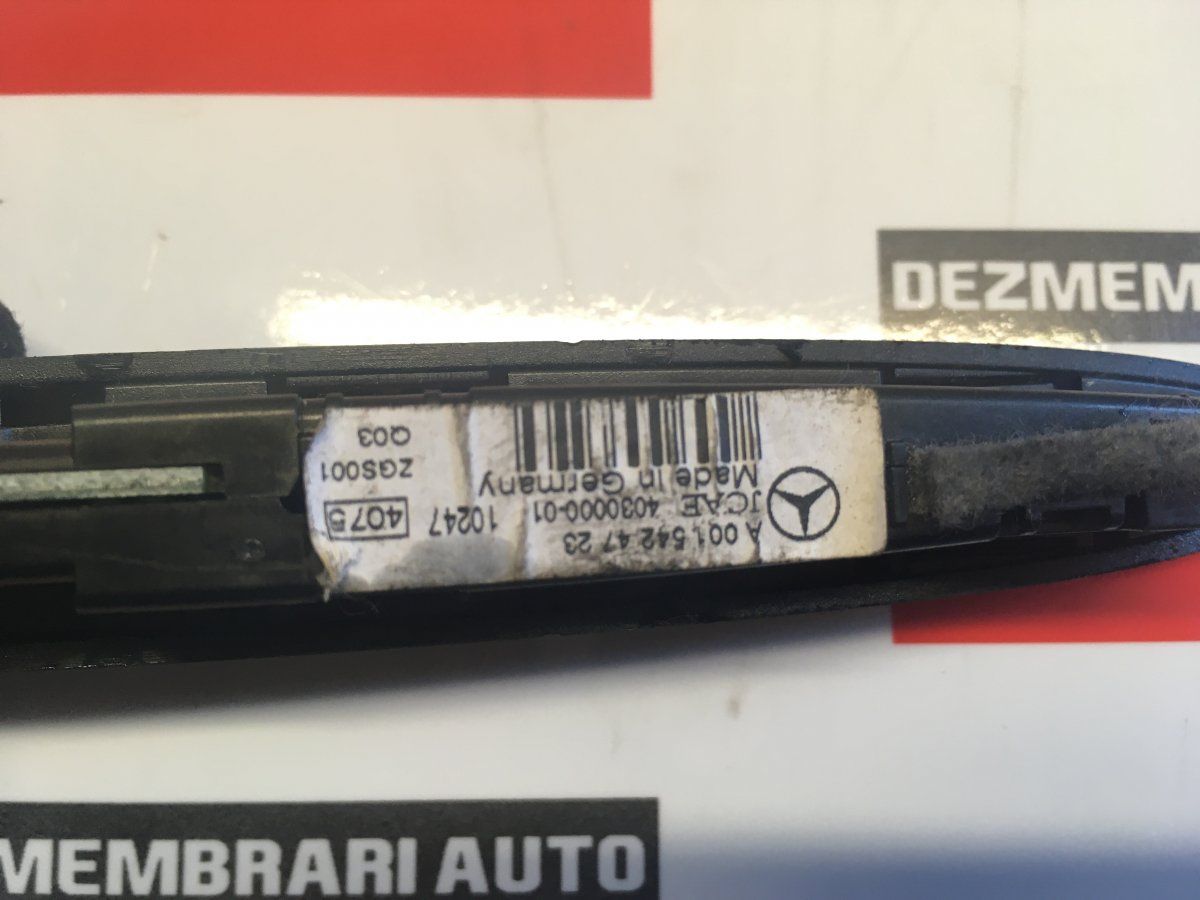 DEZMEM
A 001 542 47 23
JCAE 4030000-01
Made in Germany
10247
4075
ZGS001
Q03
MEMBRARI AUTO